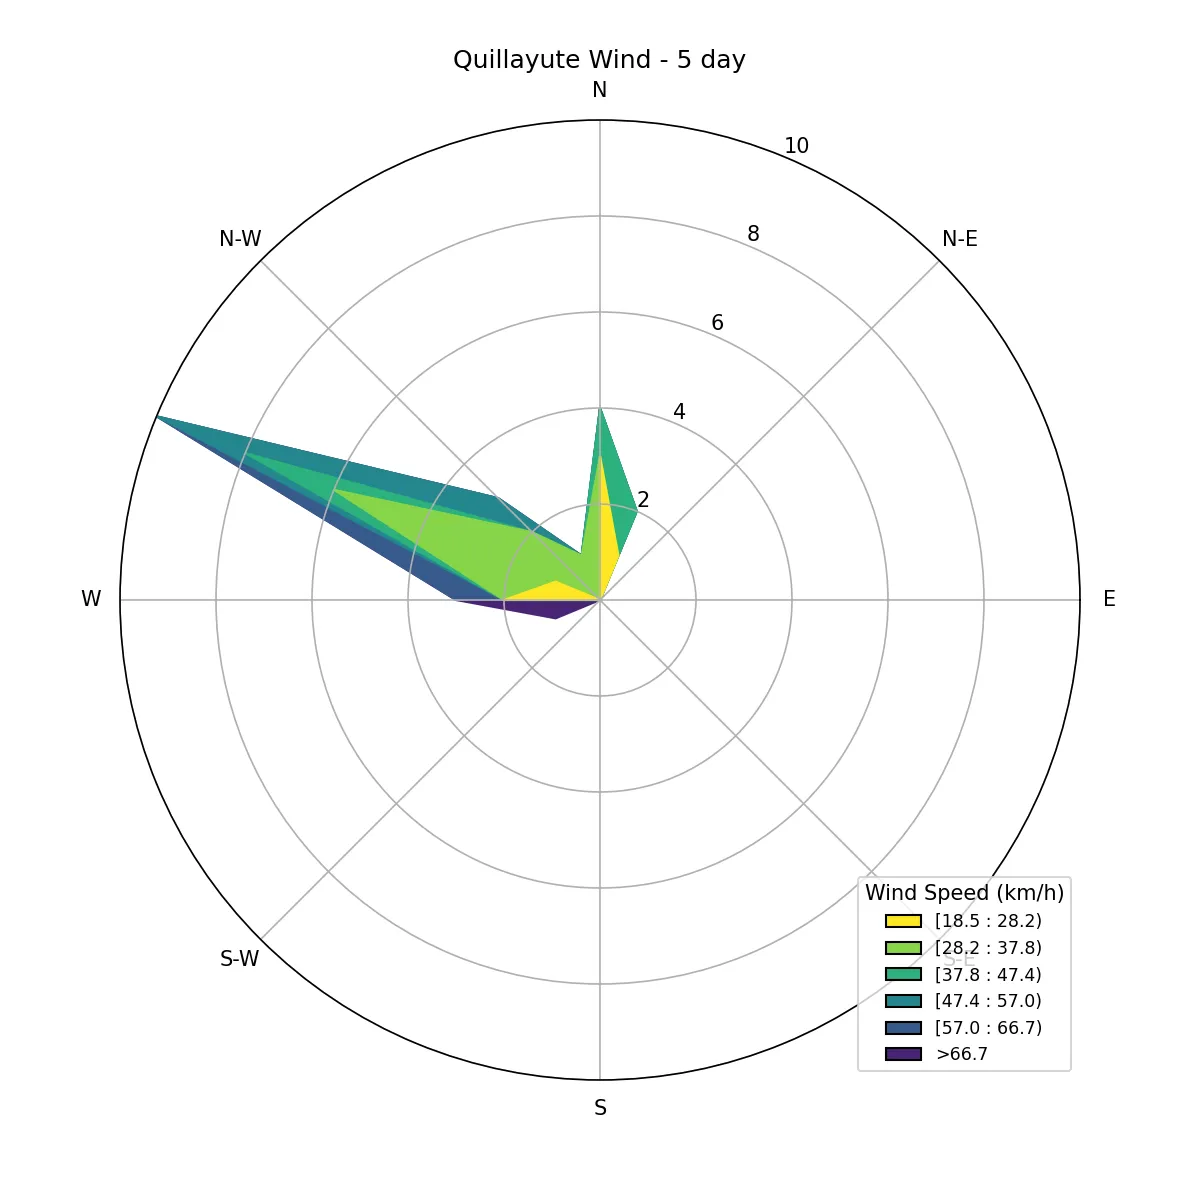 Quillayute Wind - 5 day
N
10
N-W
8
N-E
6
4
2
W
E
Wind Speed (km/h)
[18.5 : 28.2)
[28.2 : 37.8)
[37.8 : 47.4)
[47.4 : 57.0)
[57.0 : 66.7)
>66.7
S-W
S-E
S